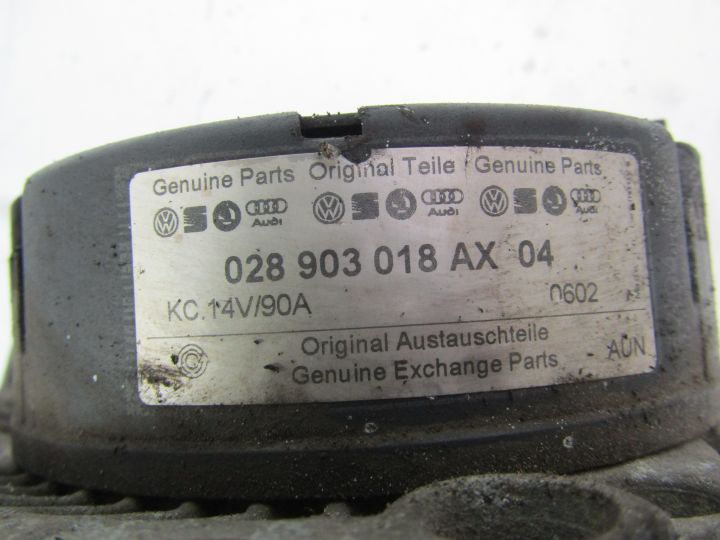 Genuine Parts Original Teile Genuine Parts
Audi Audi Audi
028 903 018 AX 04
KC.14V/90A 0602
Original Austauschteile AUN
Genuine Exchange Parts